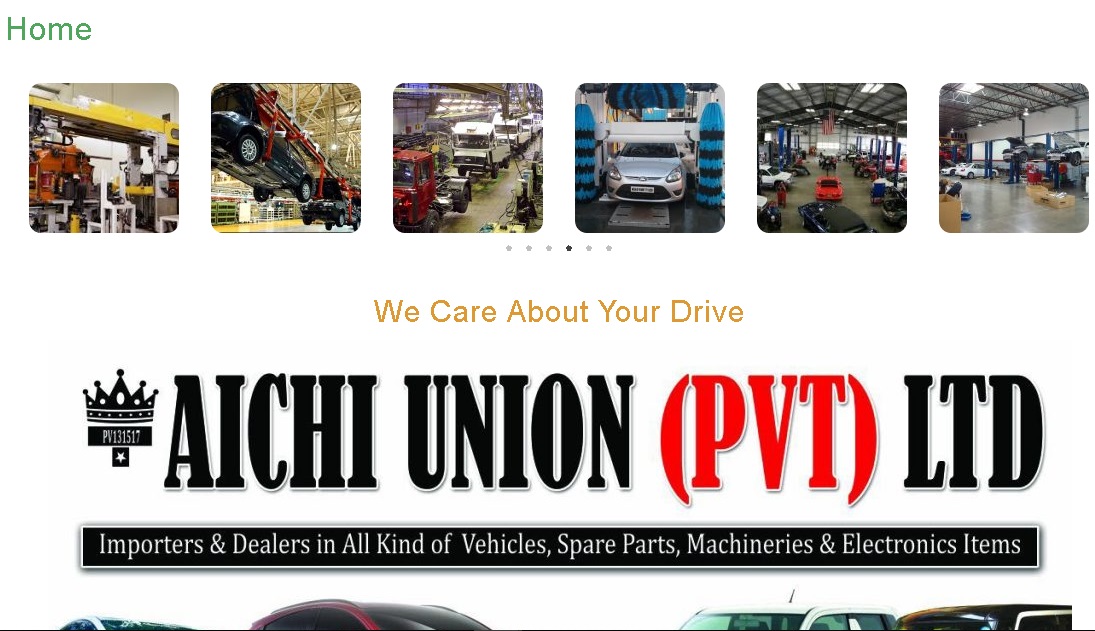 Home
We Care About Your Drive
PV131517
AICHI UNION (PVT) LTD
Importers & Dealers in All Kind of Vehicles, Spare Parts, Machineries & Electronics Items